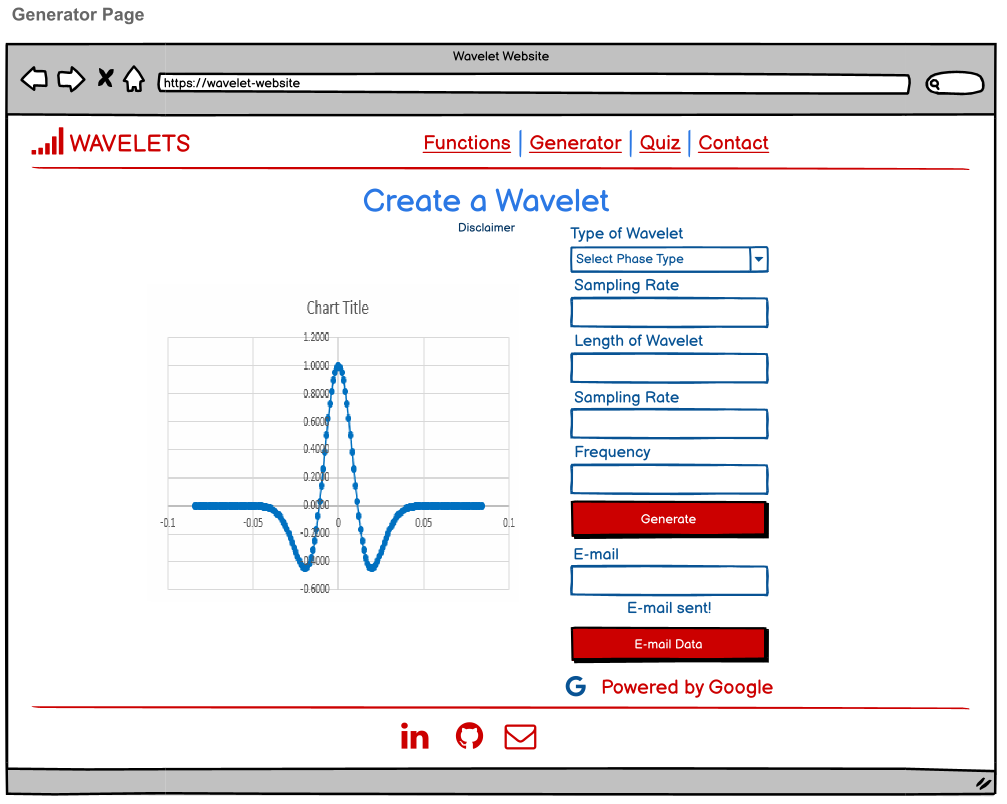 Generator Page
Wavelet Website
https://wavelet-website
WAVELETS
Functions | Generator | Quiz | Contact
Create a Wavelet
Disclaimer
Type of Wavelet
Select Phase Type
Sampling Rate
Length of Wavelet
Sampling Rate
Frequency
Generate
E-mail
E-mail sent!
E-mail Data
Powered by Google
Chart Title
1.2000
1.0000
0.8000
0.6000
0.4000
0.2000
0.0000
-0.1 -0.05 0 0.05 0.1
-0.2000
-0.4000
-0.6000
in